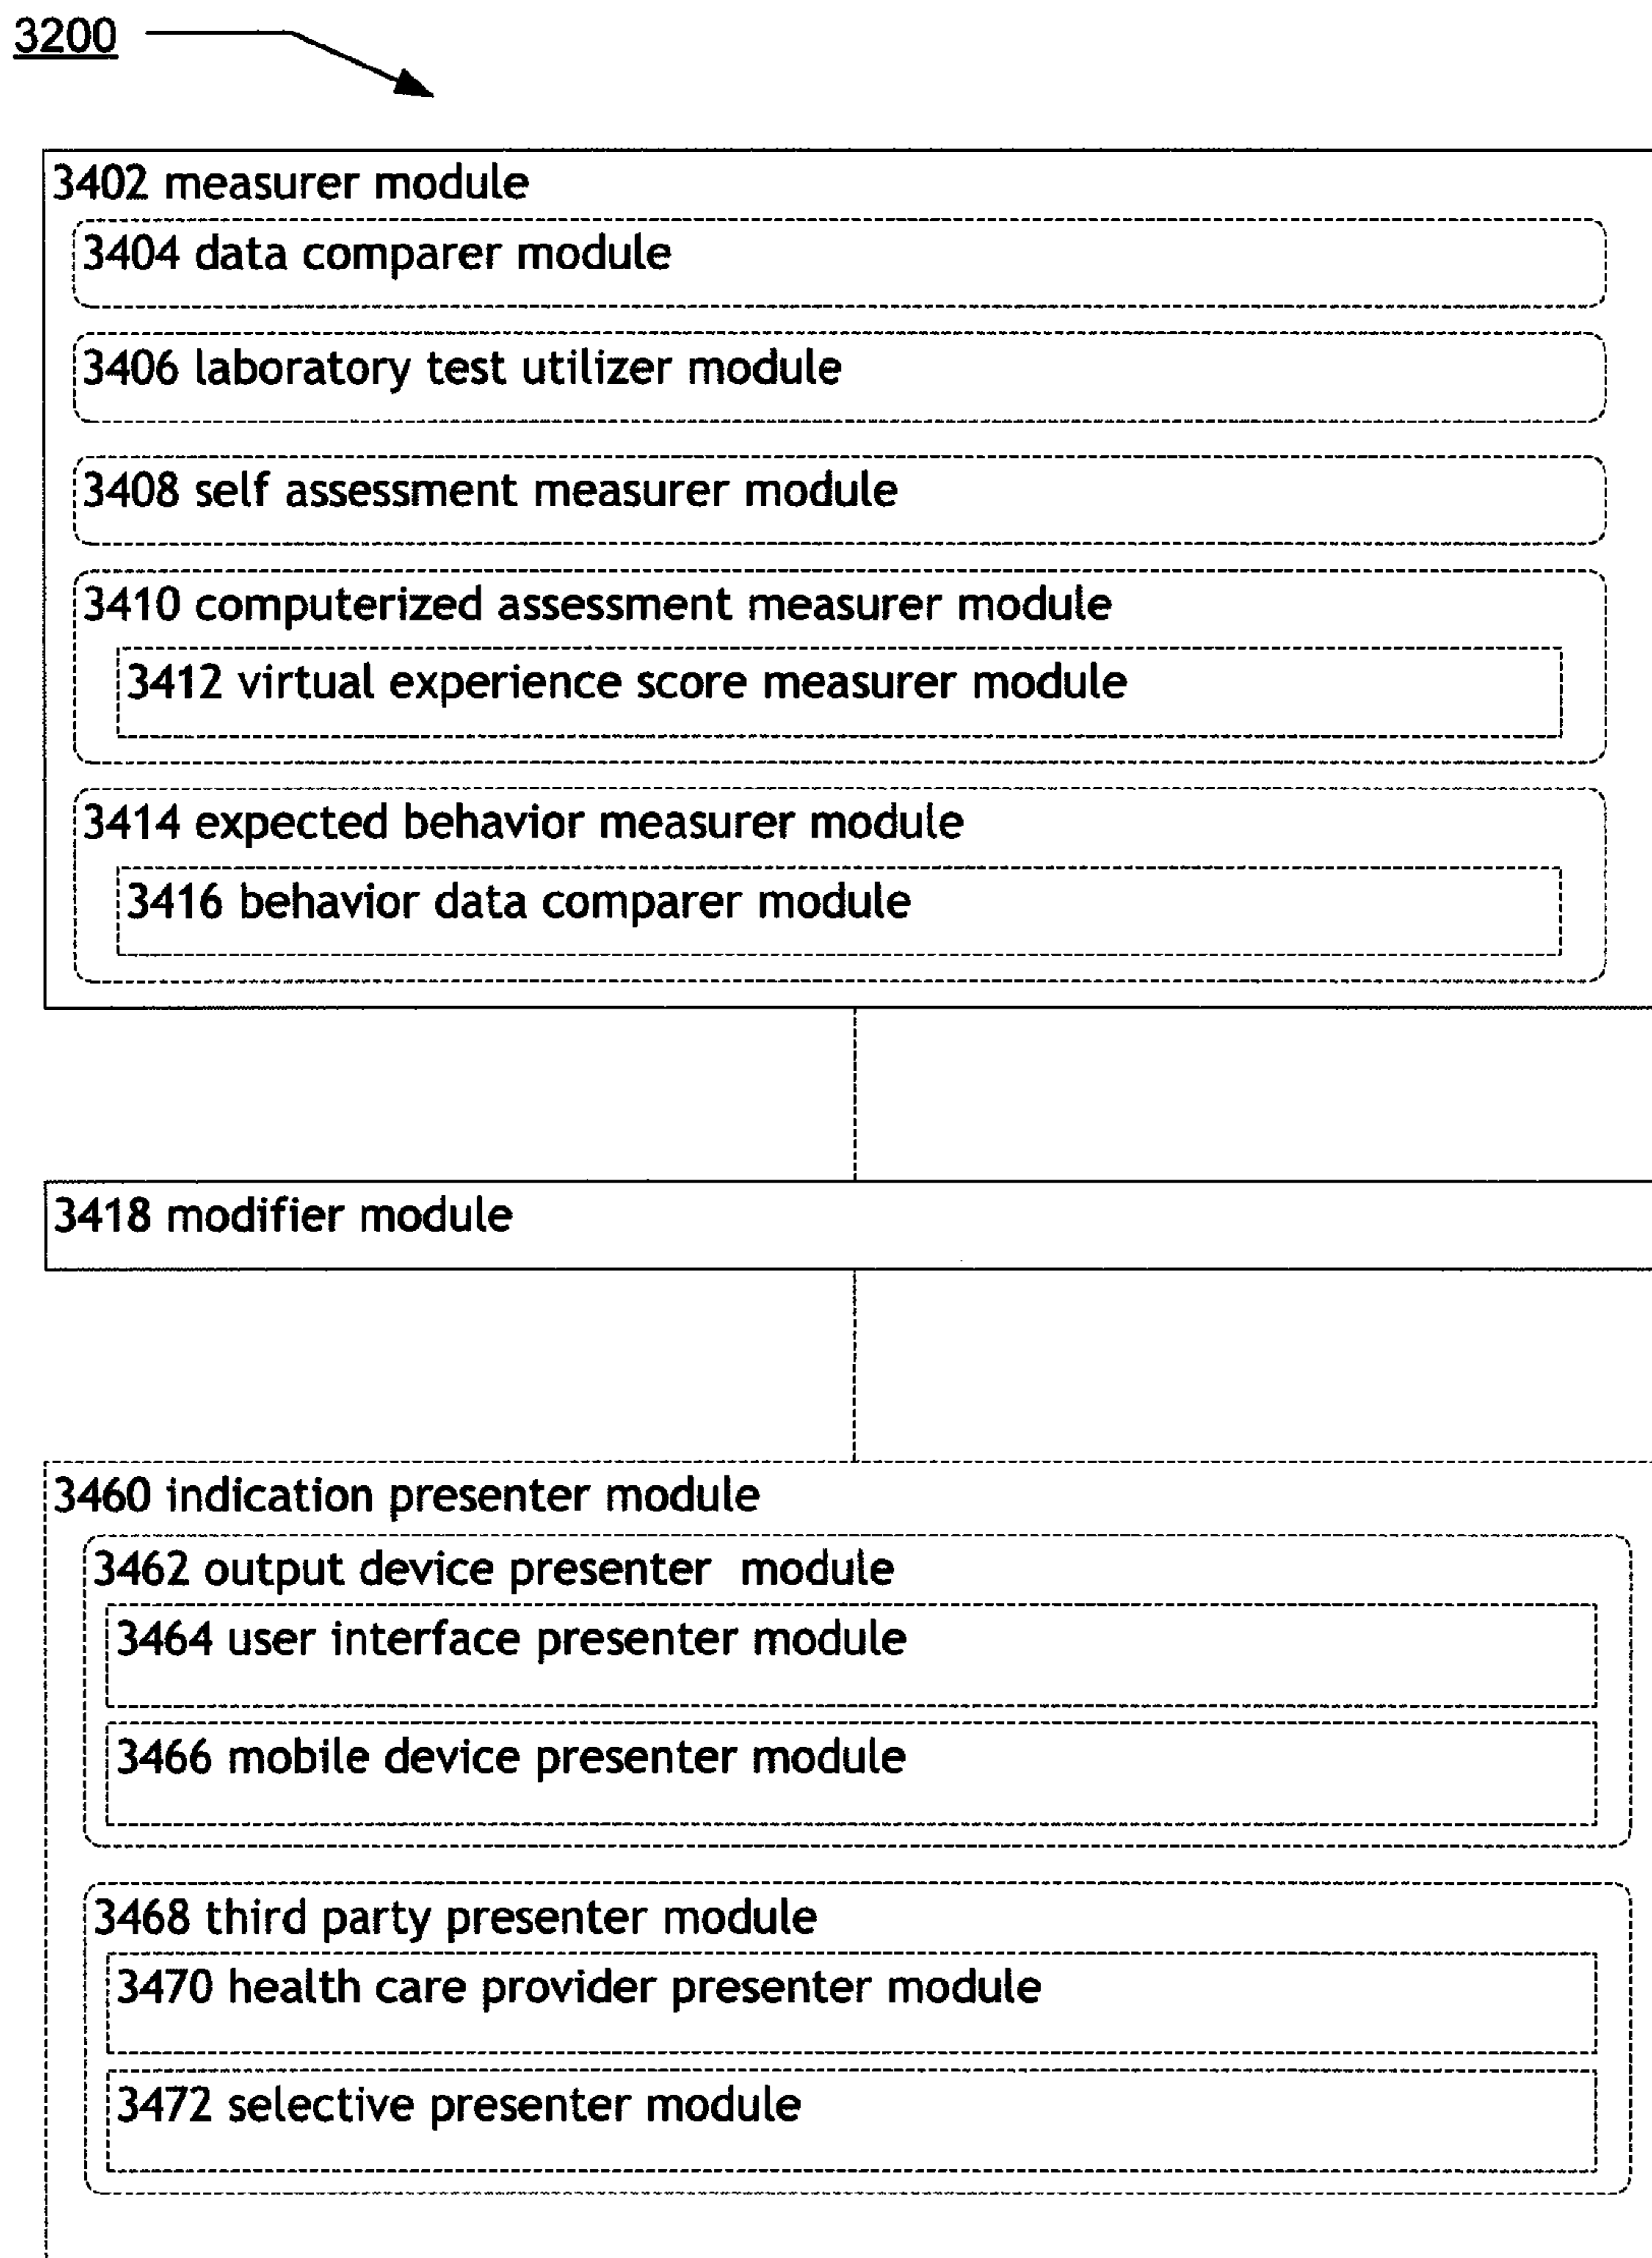 3200
3402 measurer module
3404 data comparer module
3406 laboratory test utilizer module
3408 self assessment measurer module
3410 computerized assessment measurer module
3412 virtual experience score measurer module
3414 expected behavior measurer module
3416 behavior data comparer module
3418 modifier module
3460 indication presenter module
3462 output device presenter module
3464 user interface presenter module
3466 mobile device presenter module
3468 third party presenter module
3470 health care provider presenter module
3472 selective presenter module